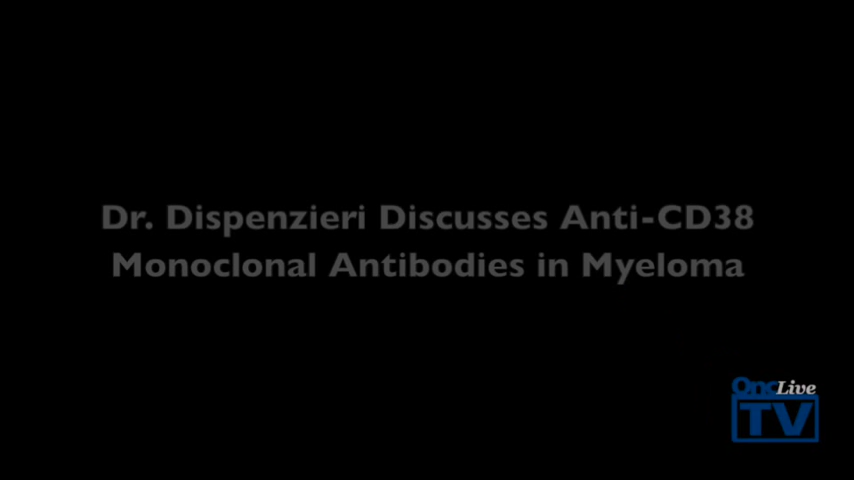 Dr. Dispenzieri Discusses Anti-CD38
Monoclonal Antibodies in Myeloma
OncLive
TV